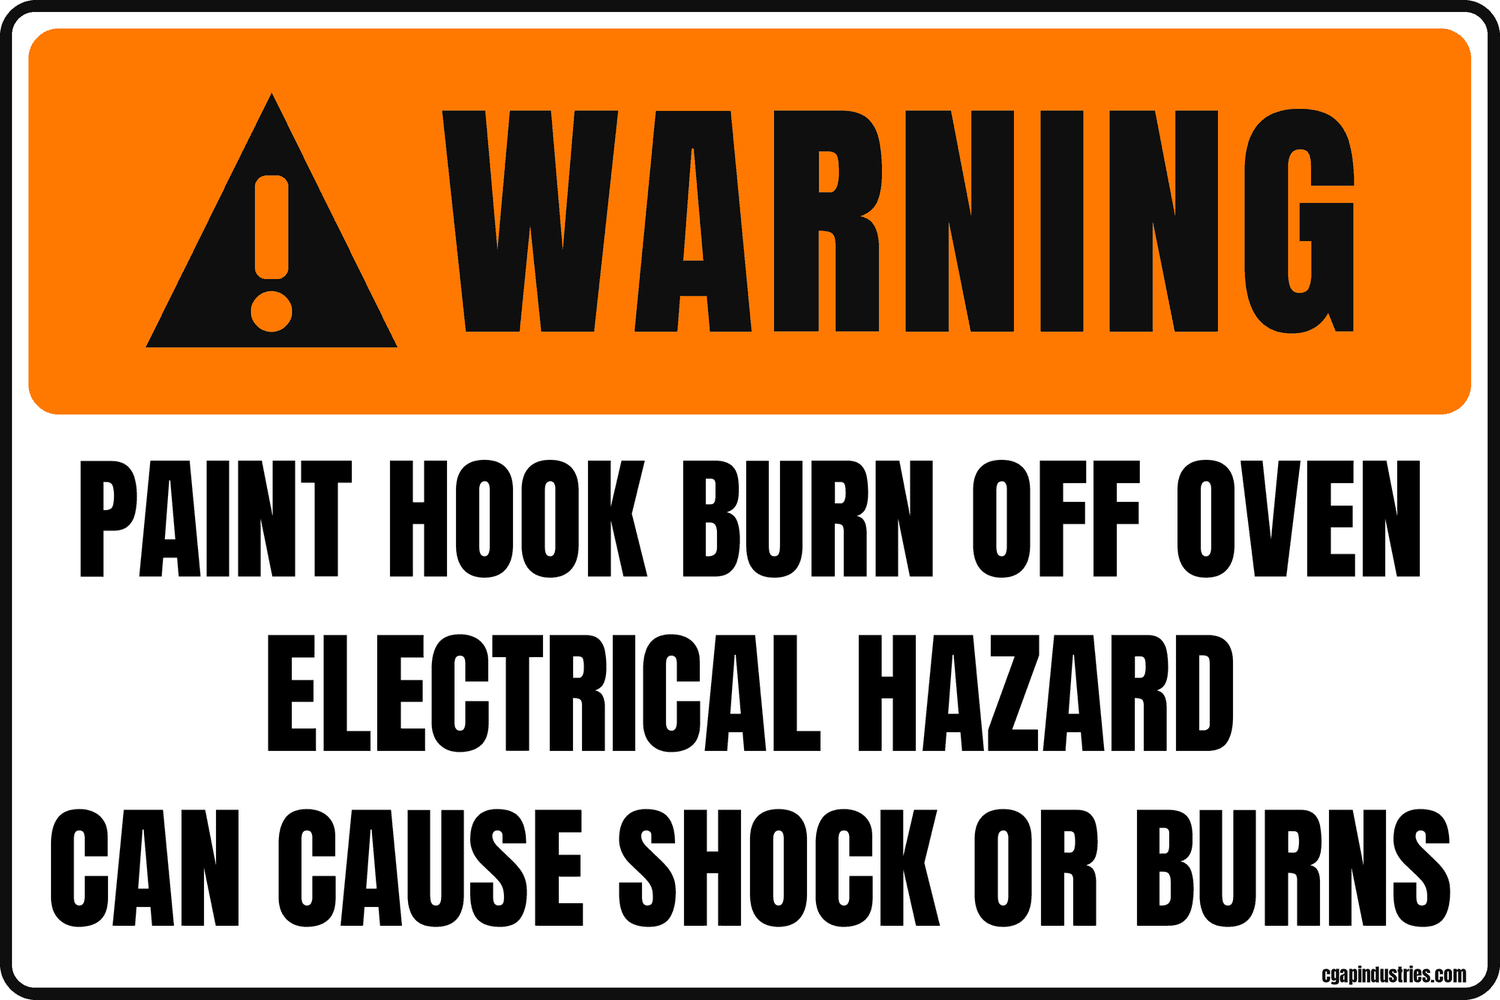 WARNING
PAINT HOOK BURN OFF OVEN
ELECTRICAL HAZARD
CAN CAUSE SHOCK OR BURNS
cgapindustries.com